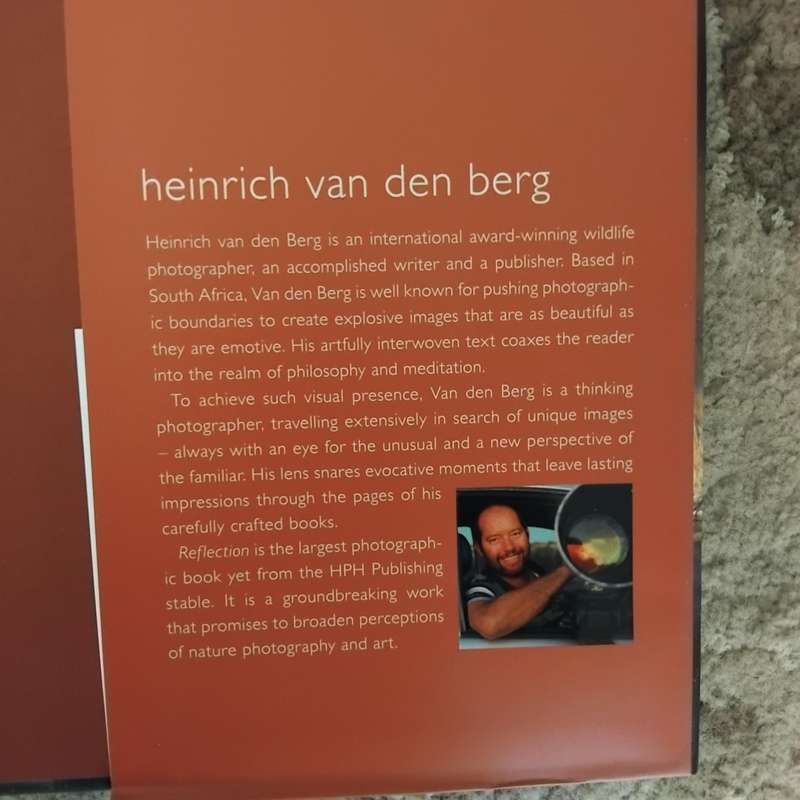 heinrich van den berg
Heinrich van den Berg is an international award-winning wildlife
photographer, an accomplished writer and a publisher. Based in
South Africa, Van den Berg is well known for pushing photograph-
ic boundaries to create explosive images that are as beautiful as
they are emotive. His artfully interwoven text coaxes the reader
into the realm of philosophy and meditation.
To achieve such visual presence, Van den Berg is a thinking
photographer, travelling extensively in search of unique images
– always with an eye for the unusual and a new perspective of
the familiar. His lens snares evocative moments that leave lasting
impressions through the pages of his
carefully crafted books.
Reflection is the largest photograph-
ic book yet from the HPH Publishing
stable. It is a groundbreaking work
that promises to broaden perceptions
of nature photography and art.